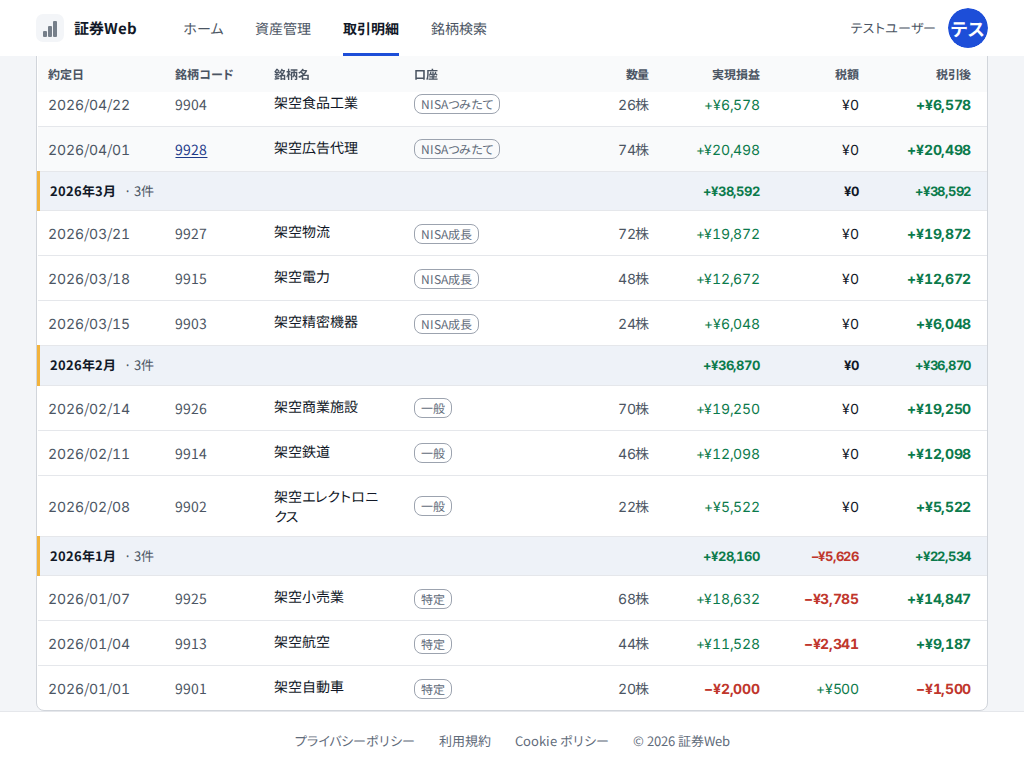 証券Web ホーム 資産管理 取引明細 銘柄検索 テストユーザー テス
約定日 銘柄コード 銘柄名 口座 数量 実現損益 税額 税引後
2026/04/22 9904 架空食品工業 NISAつみたて 26株 +¥6,578 ¥0 +¥6,578
2026/04/01 9928 架空広告代理 NISAつみたて 74株 +¥20,498 ¥0 +¥20,498
2026年3月 · 3件 +¥38,592 ¥0 +¥38,592
2026/03/21 9927 架空物流 NISA成長 72株 +¥19,872 ¥0 +¥19,872
2026/03/18 9915 架空電力 NISA成長 48株 +¥12,672 ¥0 +¥12,672
2026/03/15 9903 架空精密機器 NISA成長 24株 +¥6,048 ¥0 +¥6,048
2026年2月 · 3件 +¥36,870 ¥0 +¥36,870
2026/02/14 9926 架空商業施設 一般 70株 +¥19,250 ¥0 +¥19,250
2026/02/11 9914 架空鉄道 一般 46株 +¥12,098 ¥0 +¥12,098
2026/02/08 9902 架空エレクトロニ
クス 一般 22株 +¥5,522 ¥0 +¥5,522
2026年1月 · 3件 +¥28,160 −¥5,626 +¥22,534
2026/01/07 9925 架空小売業 特定 68株 +¥18,632 −¥3,785 +¥14,847
2026/01/04 9913 架空航空 特定 44株 +¥11,528 −¥2,341 +¥9,187
2026/01/01 9901 架空自動車 特定 20株 −¥2,000 +¥500 −¥1,500
プライバシーポリシー 利用規約 Cookie ポリシー © 2026 証券Web